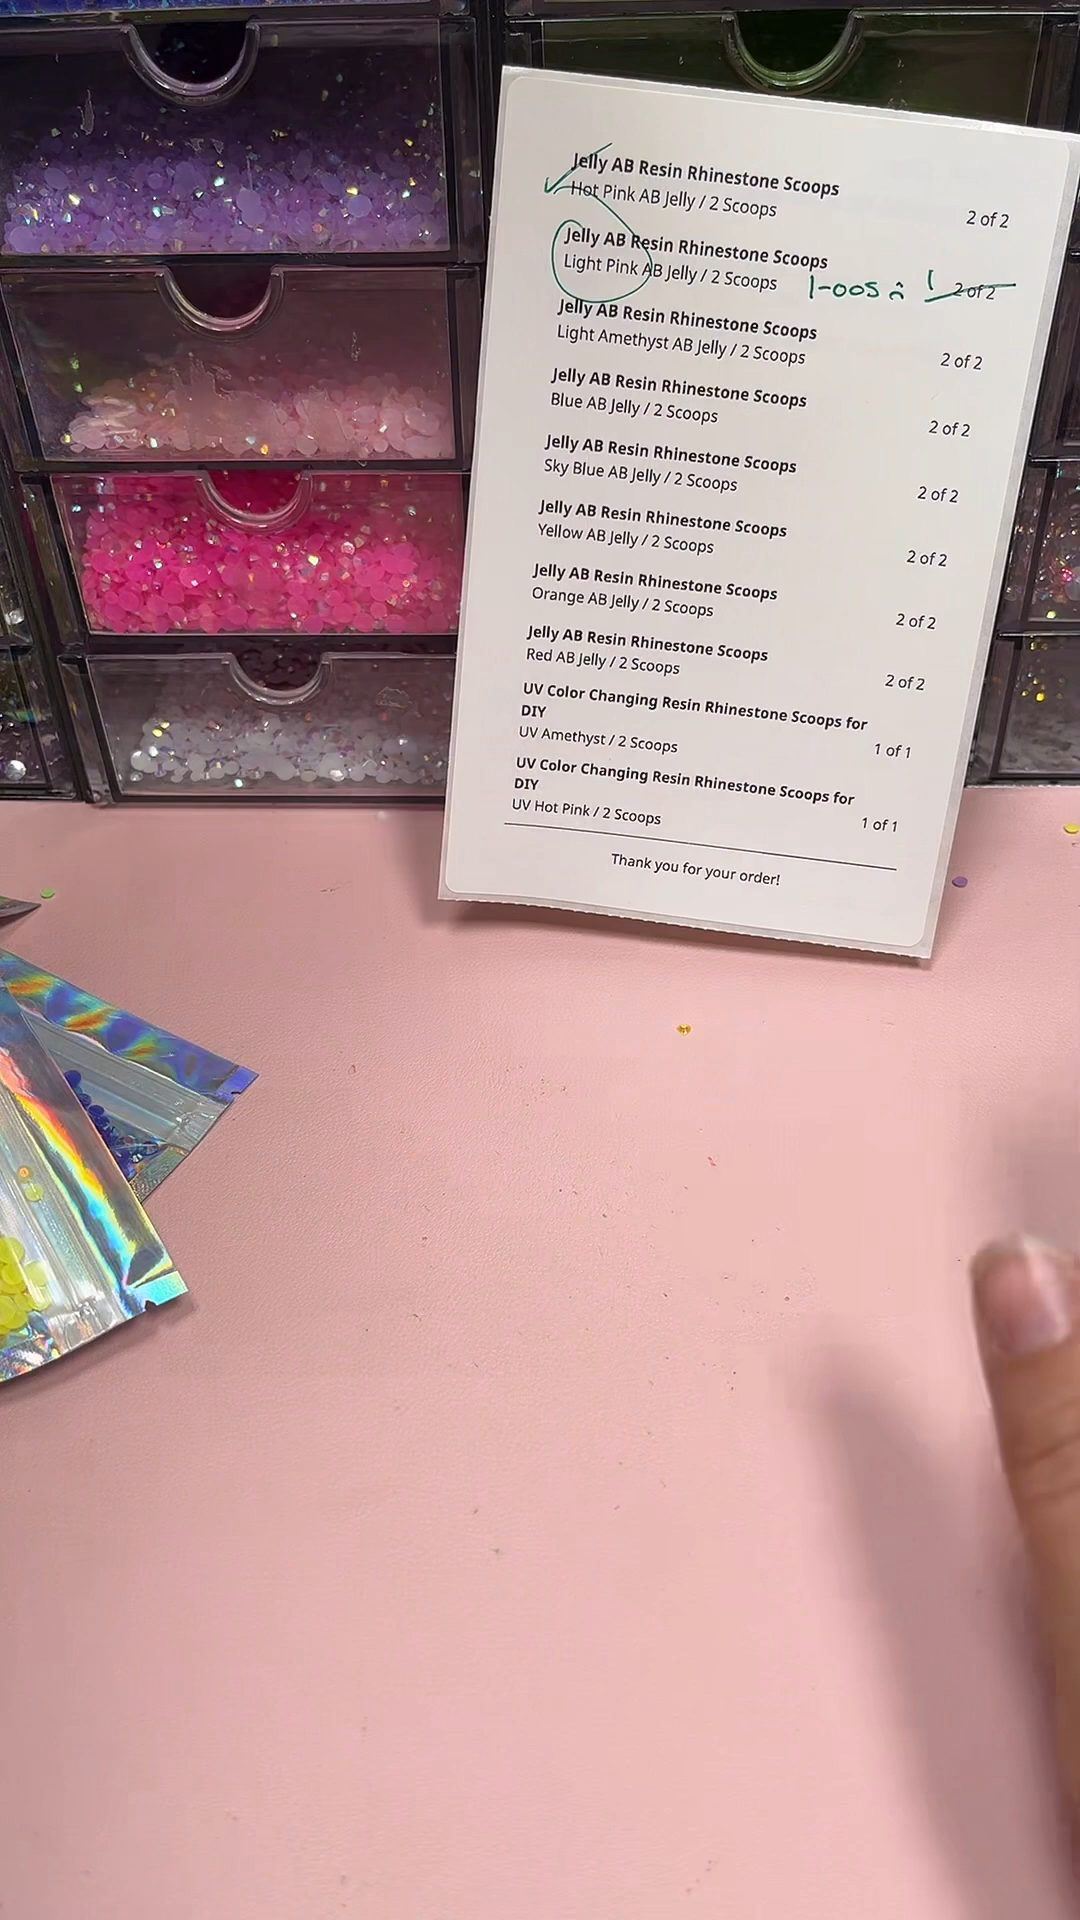 Jelly AB Resin Rhinestone Scoops
Hot Pink AB Jelly / 2 Scoops 2 of 2
Jelly AB Resin Rhinestone Scoops
Light Pink AB Jelly / 2 Scoops 1-OOS :( 1 2 of 2
Jelly AB Resin Rhinestone Scoops
Light Amethyst AB Jelly / 2 Scoops 2 of 2
Jelly AB Resin Rhinestone Scoops
Blue AB Jelly / 2 Scoops 2 of 2
Jelly AB Resin Rhinestone Scoops
Sky Blue AB Jelly / 2 Scoops 2 of 2
Jelly AB Resin Rhinestone Scoops
Yellow AB Jelly / 2 Scoops 2 of 2
Jelly AB Resin Rhinestone Scoops
Orange AB Jelly / 2 Scoops 2 of 2
Jelly AB Resin Rhinestone Scoops
Red AB Jelly / 2 Scoops 2 of 2
UV Color Changing Resin Rhinestone Scoops for
DIY
UV Amethyst / 2 Scoops 1 of 1
UV Color Changing Resin Rhinestone Scoops for
DIY
UV Hot Pink / 2 Scoops 1 of 1
Thank you for your order!